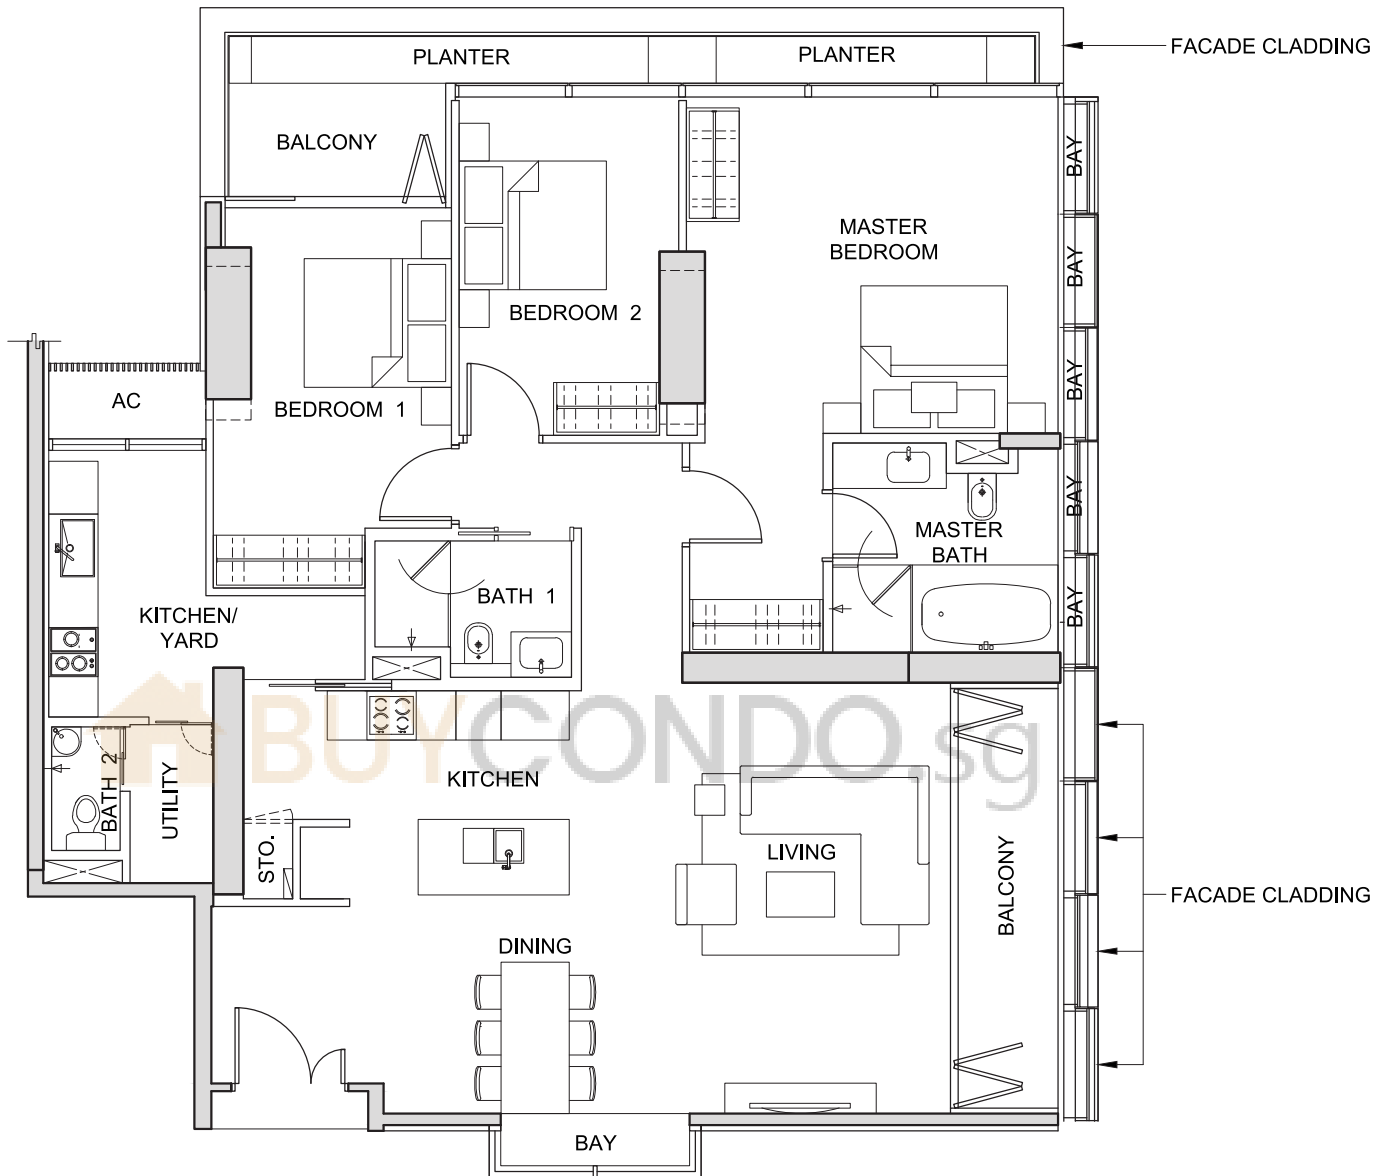 PLANTER
PLANTER
FACADE CLADDING
BALCONY
BAY
MASTER
BEDROOM
BAY
BEDROOM 2
BAY
AC
BEDROOM 1
BAY
MASTER
BATH
BATH 1
BAY
KITCHEN/
YARD
BUYCONDO.sg
KITCHEN
BATH 2
UTILITY
STO.
LIVING
BALCONY
FACADE CLADDING
DINING
BAY